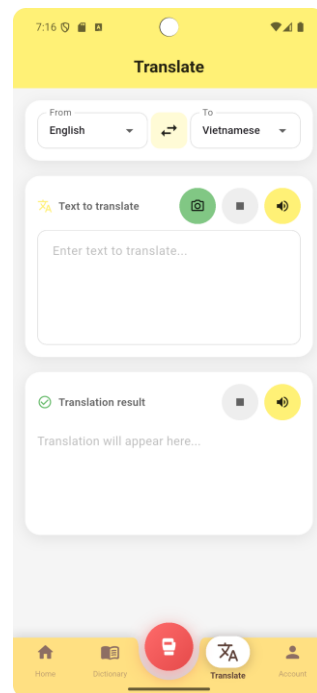 7:16
Translate
From
To
English
Vietnamese
Text to translate
Enter text to translate...
Translation result
Translation will appear here...
Home
Dictionary
Translate
Account